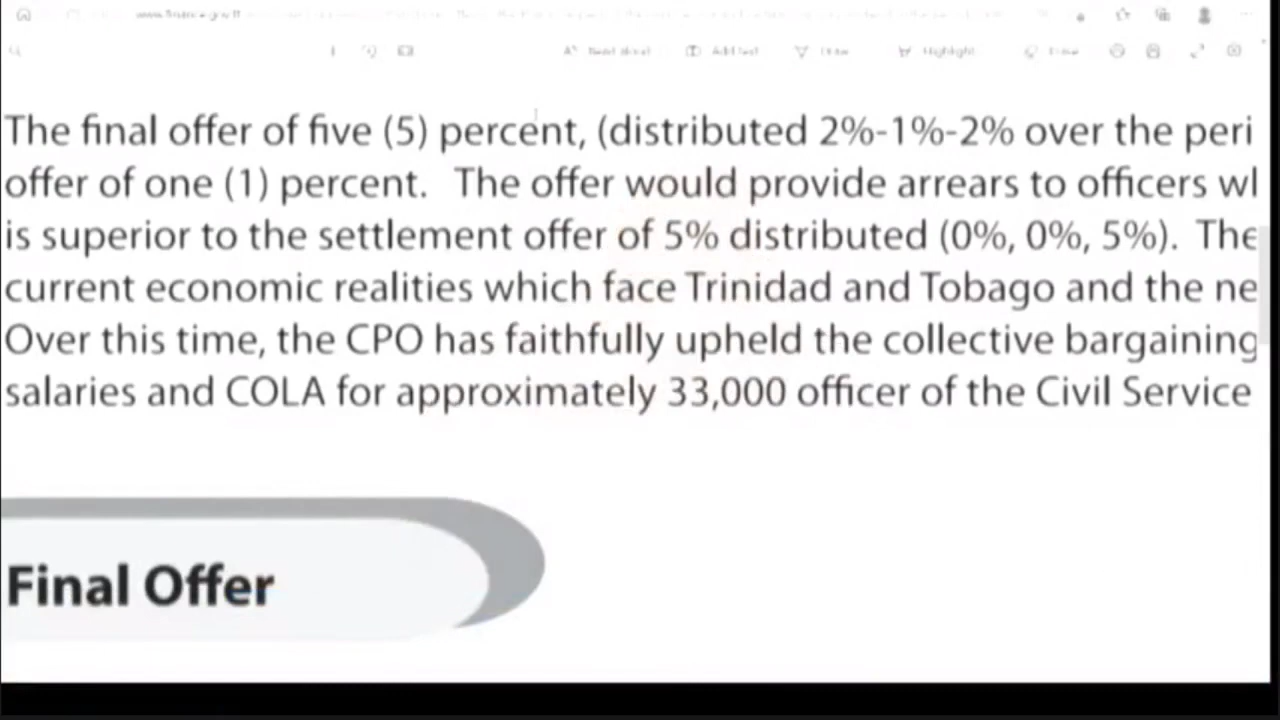 The final offer of five (5) percent, (distributed 2%-1%-2% over the peri
offer of one (1) percent. The offer would provide arrears to officers wl
is superior to the settlement offer of 5% distributed (0%, 0%, 5%). The
current economic realities which face Trinidad and Tobago and the ne
Over this time, the CPO has faithfully upheld the collective bargaining
salaries and COLA for approximately 33,000 officer of the Civil Service
Final Offer